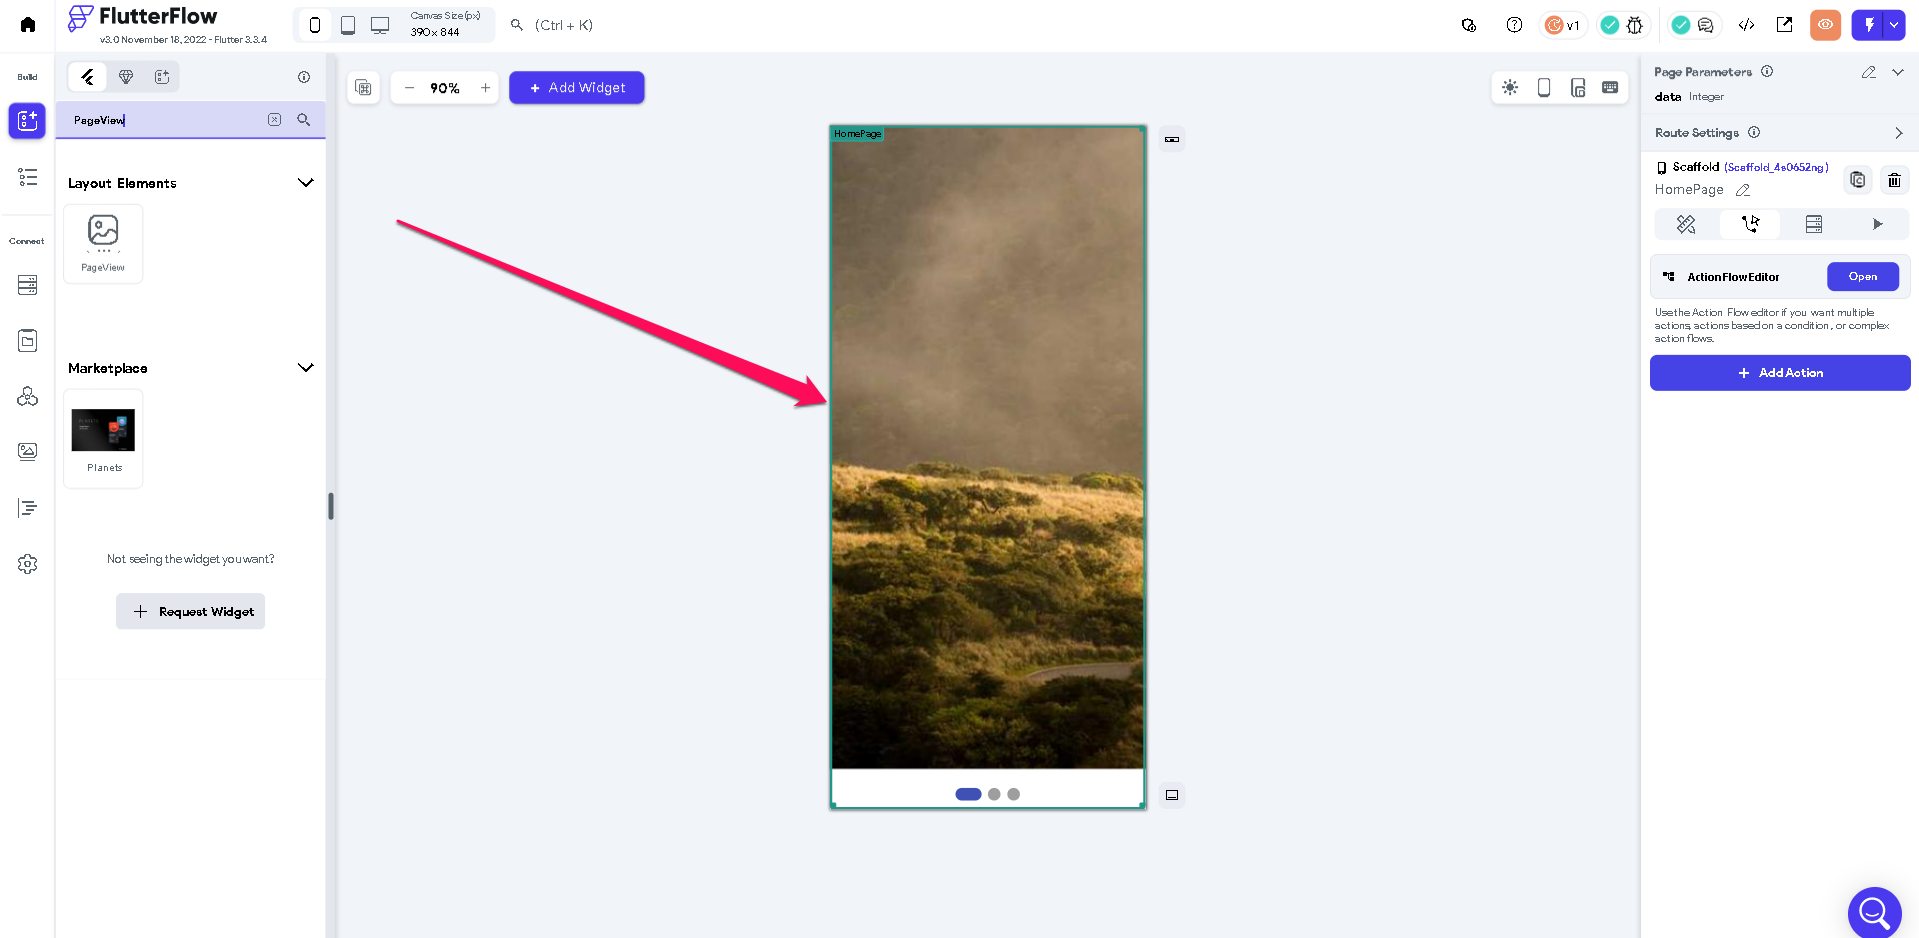 FlutterFlow
v3.0 November 18, 2022 - Flutter 3.3.4
Canvas Size (px)
390 x 844
(Ctrl + K)
v1
Build
PageView
Layout Elements
PageView
Connect
Marketplace
Planets
Not seeing the widget you want?
+ Request Widget
90%
+ Add Widget
HomePage
Page Parameters
data Integer
Route Settings
Scaffold (Scaffold_4s0652ng)
HomePage
Action Flow Editor
Open
Use the Action Flow editor if you want multiple
actions, actions based on a condition, or complex
action flows.
+ Add Action